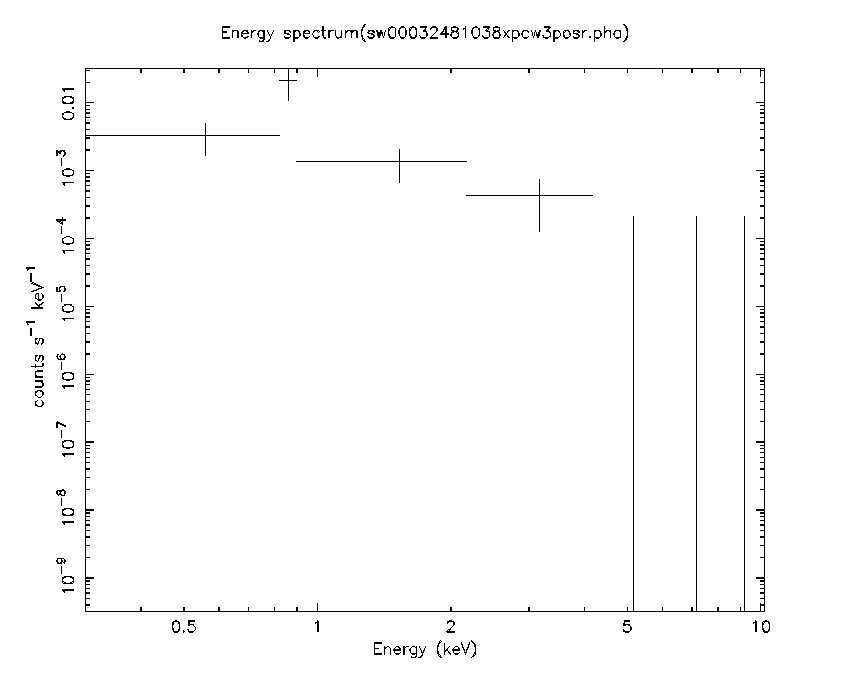 Energy spectrum(sw00032481038xpcw3posr.pha)
counts s⁻¹ keV⁻¹
0.01
10⁻³
10⁻⁴
10⁻⁵
10⁻⁶
10⁻⁷
10⁻⁸
10⁻⁹
0.5 1 2 5 10
Energy (keV)